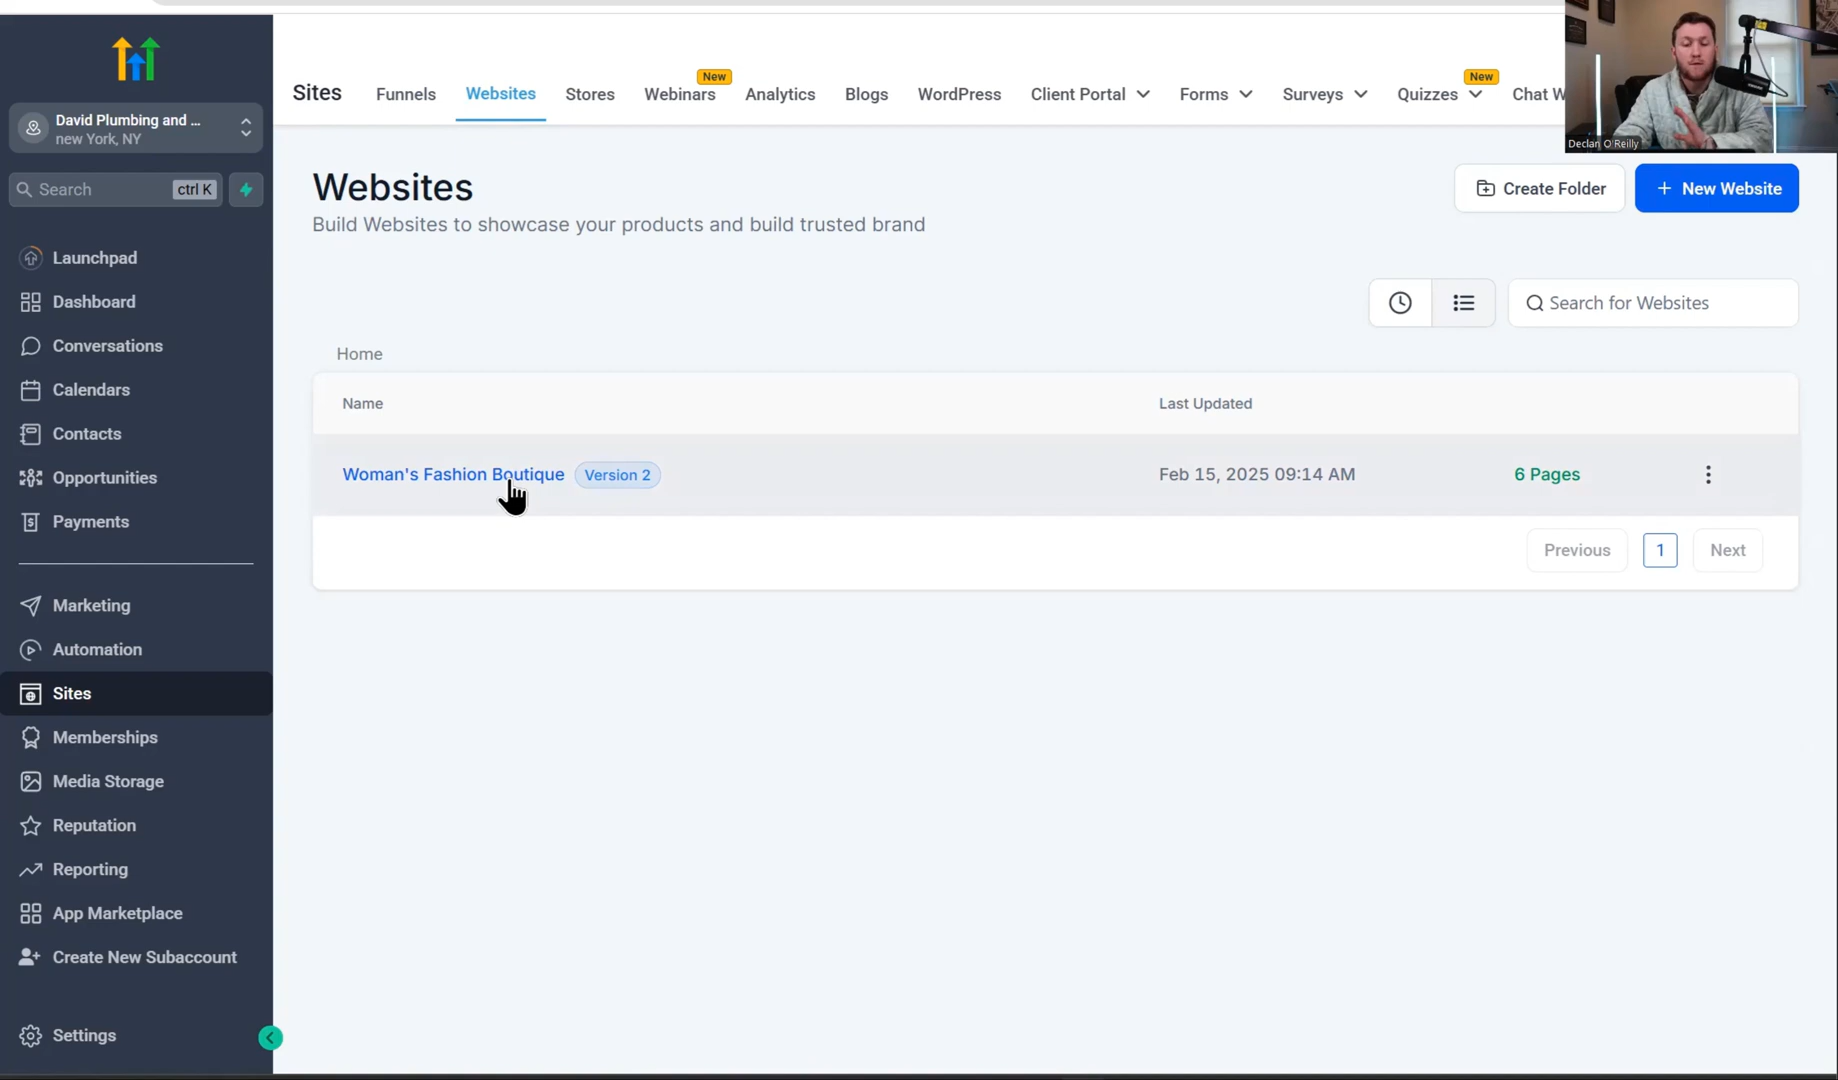 David Plumbing and ...
new York, NY
Search
ctrl K
Launchpad
Dashboard
Conversations
Calendars
Contacts
Opportunities
Payments
Marketing
Automation
Sites
Memberships
Media Storage
Reputation
Reporting
App Marketplace
Create New Subaccount
Settings
Sites
Funnels
Websites
Stores
Webinars
New
Analytics
Blogs
WordPress
Client Portal
Forms
Surveys
Quizzes
New
Chat W
Declan O'Reilly
Websites
Build Websites to showcase your products and build trusted brand
Create Folder
+ New Website
Search for Websites
Home
Name
Last Updated
Woman's Fashion Boutique
Version 2
Feb 15, 2025 09:14 AM
6 Pages
Previous
1
Next